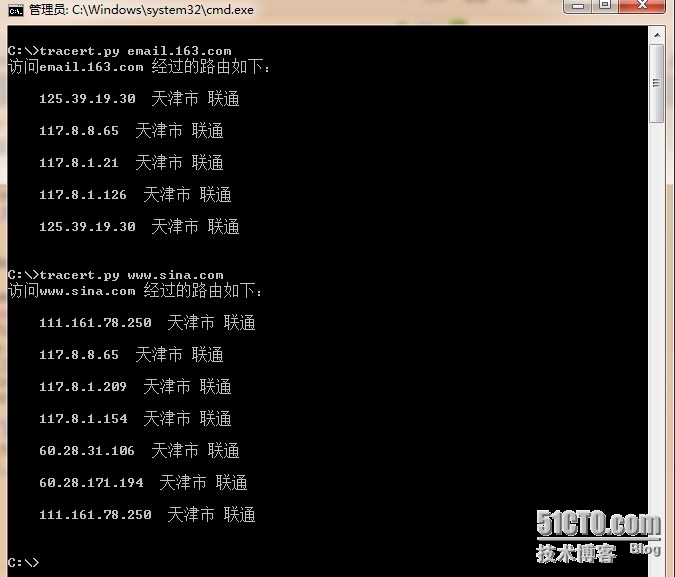 管理员: C:\Windows\system32\cmd.exe
C:\>tracert.py email.163.com
访问email.163.com 经过的路由如下：
125.39.19.30 天津市 联通
117.8.8.65 天津市 联通
117.8.1.21 天津市 联通
117.8.1.126 天津市 联通
125.39.19.30 天津市 联通
C:\>tracert.py www.sina.com
访问www.sina.com 经过的路由如下：
111.161.78.250 天津市 联通
117.8.8.65 天津市 联通
117.8.1.209 天津市 联通
117.8.1.154 天津市 联通
60.28.31.106 天津市 联通
60.28.171.194 天津市 联通
111.161.78.250 天津市 联通
C:\>
51CTO.com
技术博客 Blog